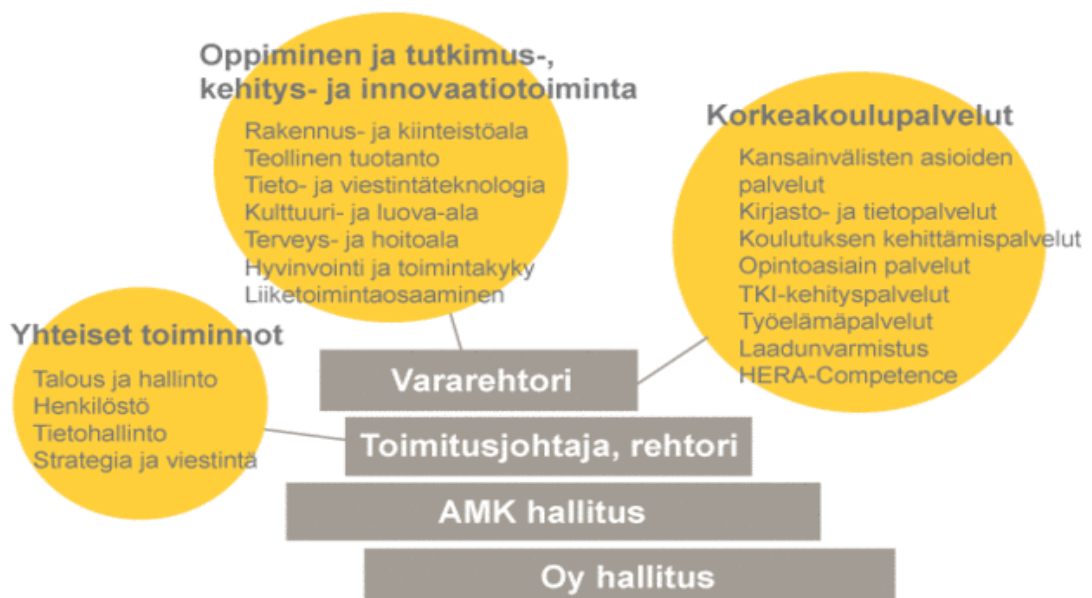 Oppiminen ja tutkimus-,
kehitys- ja innovaatiotoiminta
Rakennus- ja kiinteistöala
Teollinen tuotanto
Tieto- ja viestintäteknologia
Kulttuuri- ja luova-ala
Terveys- ja hoitoala
Hyvinvointi ja toimintakyky
Liiketoimintaosaaminen
Korkeakoulupalvelut
Kansainvälisten asioiden
palvelut
Kirjasto- ja tietopalvelut
Koulutuksen kehittämispalvelut
Opintoasiain palvelut
TKI-kehityspalvelut
Työelämäpalvelut
Laadunvarmistus
HERA-Competence
Yhteiset toiminnot
Talous ja hallinto
Henkilöstö
Tietohallinto
Strategia ja viestintä
Vararehtori
Toimitusjohtaja, rehtori
AMK hallitus
Oy hallitus